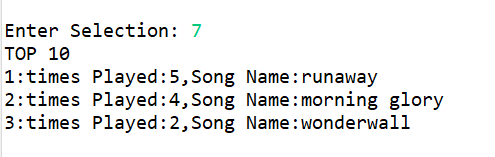 Enter Selection: 7
TOP 10
1:times Played:5,Song Name:runaway
2:times Played:4,Song Name:morning glory
3:times Played:2,Song Name:wonderwall